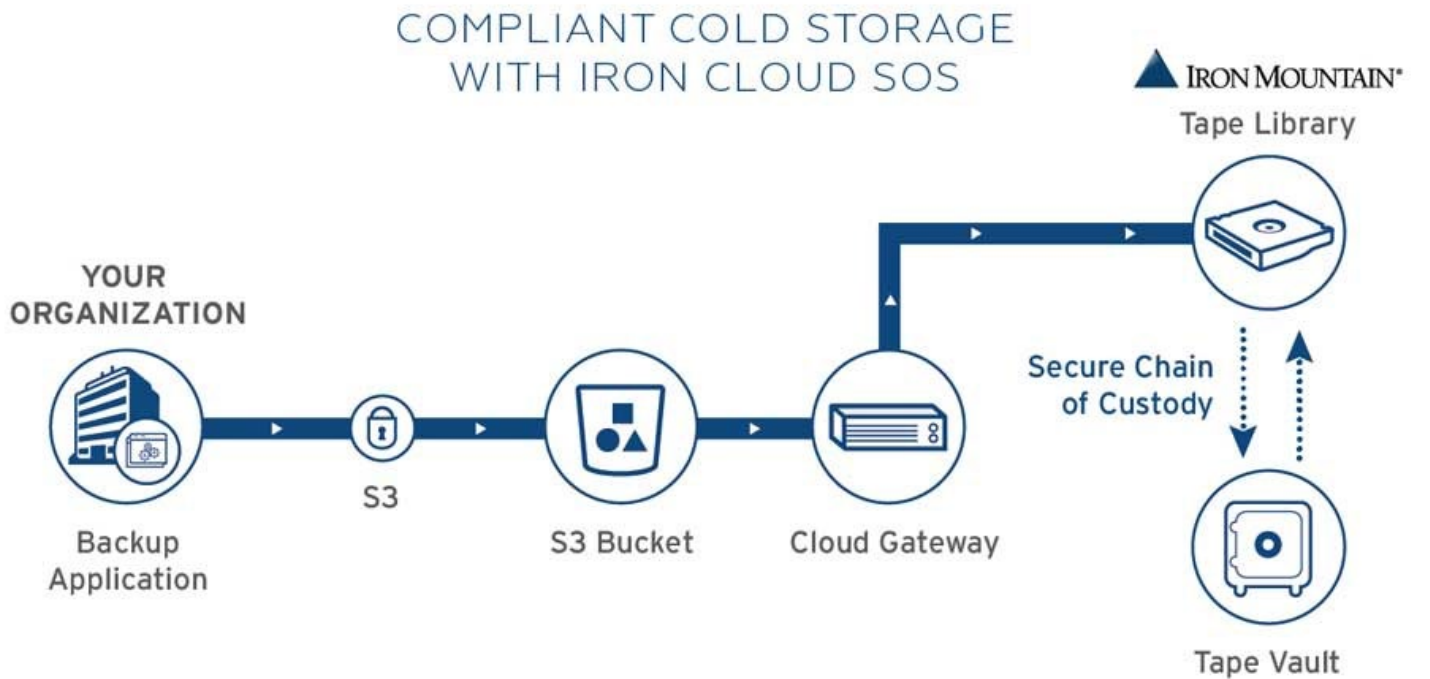 COMPLIANT COLD STORAGE
WITH IRON CLOUD SOS
IRON MOUNTAIN®
Tape Library
YOUR
ORGANIZATION
Backup
Application
S3
S3 Bucket
Cloud Gateway
Secure Chain
of Custody
Tape Vault